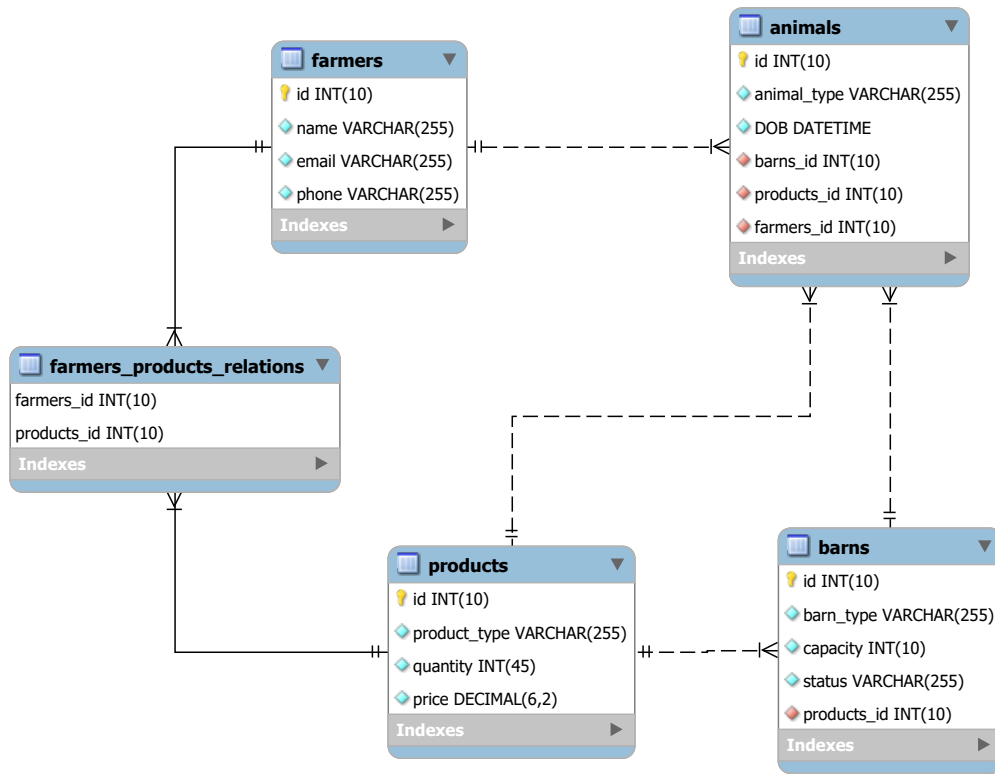 farmers
id INT(10)
name VARCHAR(255)
email VARCHAR(255)
phone VARCHAR(255)
Indexes
animals
id INT(10)
animal_type VARCHAR(255)
DOB DATETIME
barns_id INT(10)
products_id INT(10)
farmers_id INT(10)
Indexes
farmers_products_relations
farmers_id INT(10)
products_id INT(10)
Indexes
products
id INT(10)
product_type VARCHAR(255)
quantity INT(45)
price DECIMAL(6,2)
Indexes
barns
id INT(10)
barn_type VARCHAR(255)
capacity INT(10)
status VARCHAR(255)
products_id INT(10)
Indexes